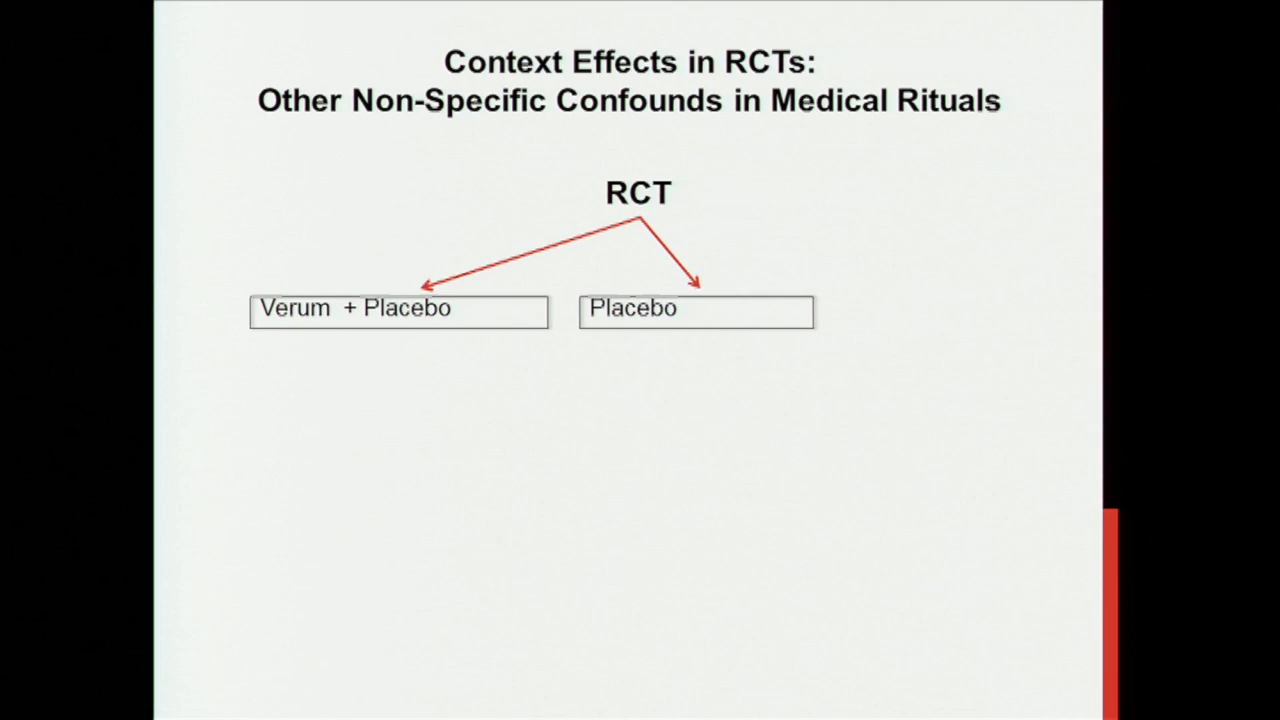 Context Effects in RCTs:
Other Non-Specific Confounds in Medical Rituals
RCT
Verum + Placebo
Placebo